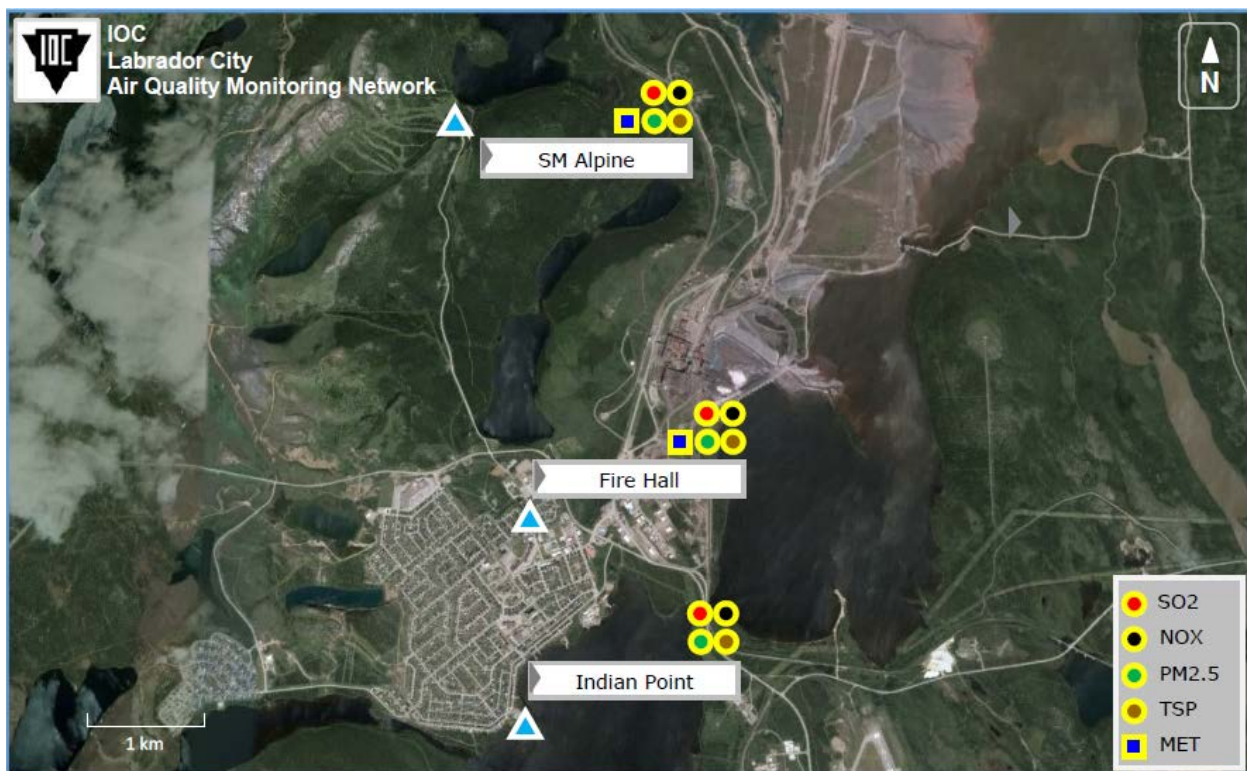 IOC
IOC
Labrador City
Air Quality Monitoring Network
N
SM Alpine
Fire Hall
Indian Point
1 km
SO2
NOX
PM2.5
TSP
MET